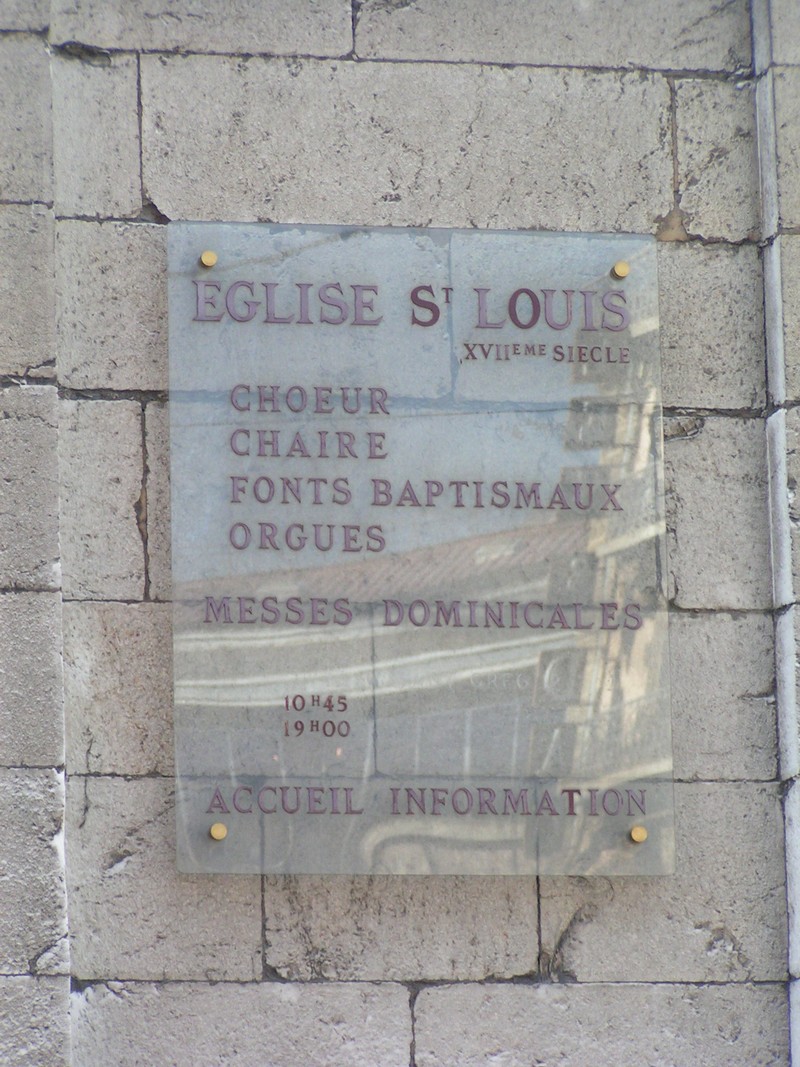 EGLISE ST LOUIS
XVIIEME SIECLE
CHOEUR
CHAIRE
FONTS BAPTISMAUX
ORGUES
MESSES DOMINICALES
10H45
19H00
ACCUEIL INFORMATION